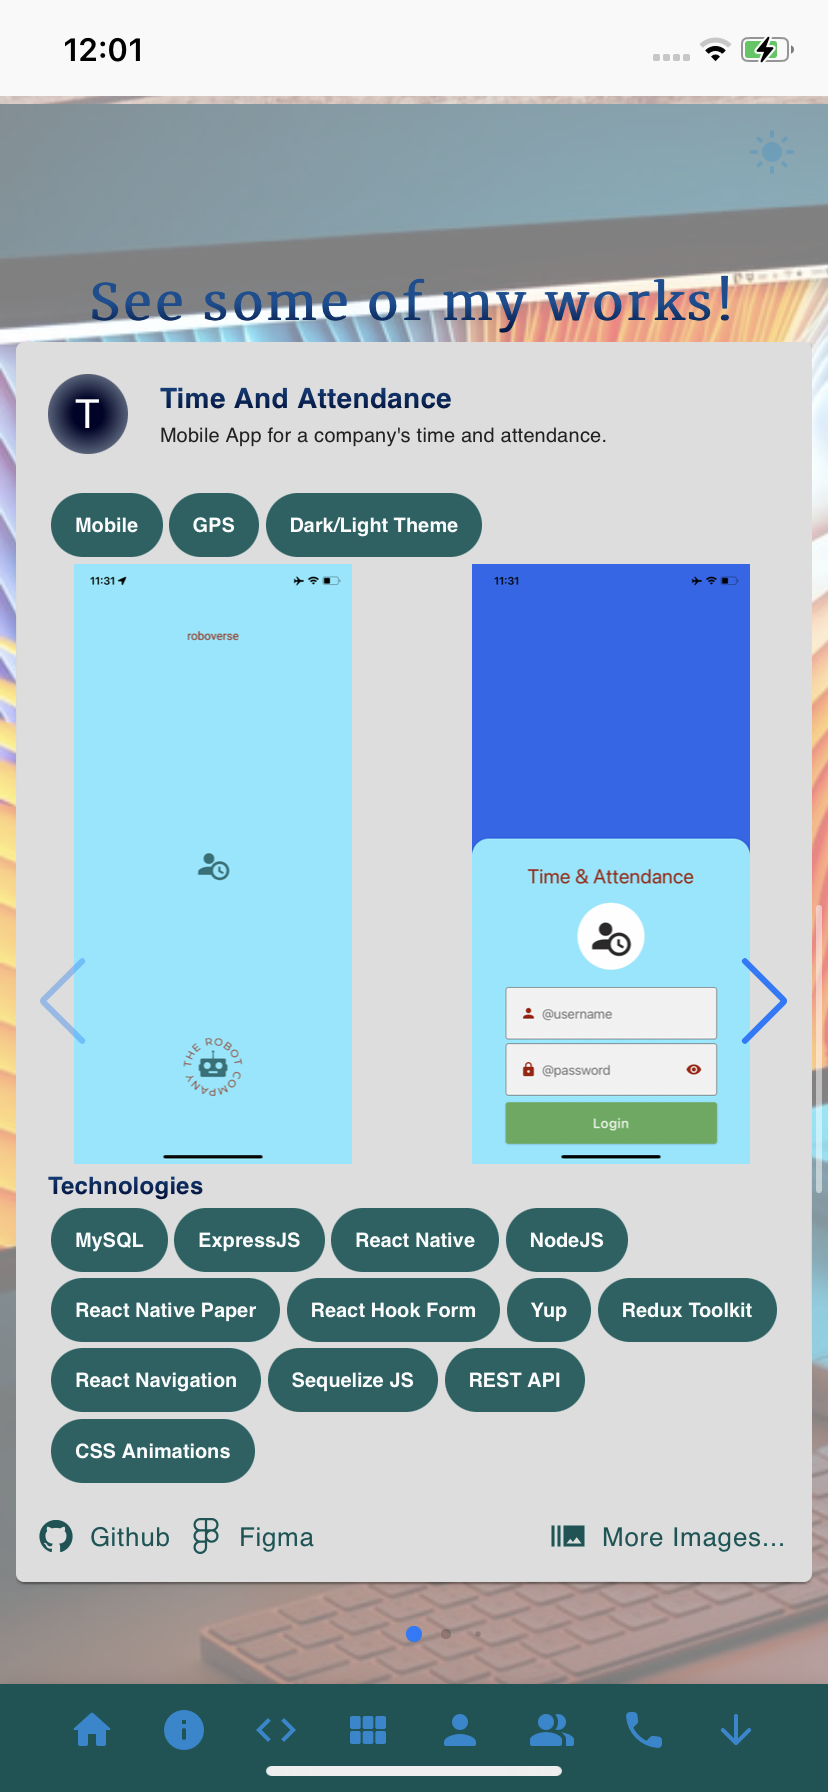 12:01
See some of my works!
T
Time And Attendance
Mobile App for a company's time and attendance.
Mobile GPS Dark/Light Theme
11:31
roboverse
THE ROBOT COMPANY
11:31
Time & Attendance
@username
@password
Login
Technologies
MySQL ExpressJS React Native NodeJS
React Native Paper React Hook Form Yup Redux Toolkit
React Navigation Sequelize JS REST API
CSS Animations
Github Figma More Images...